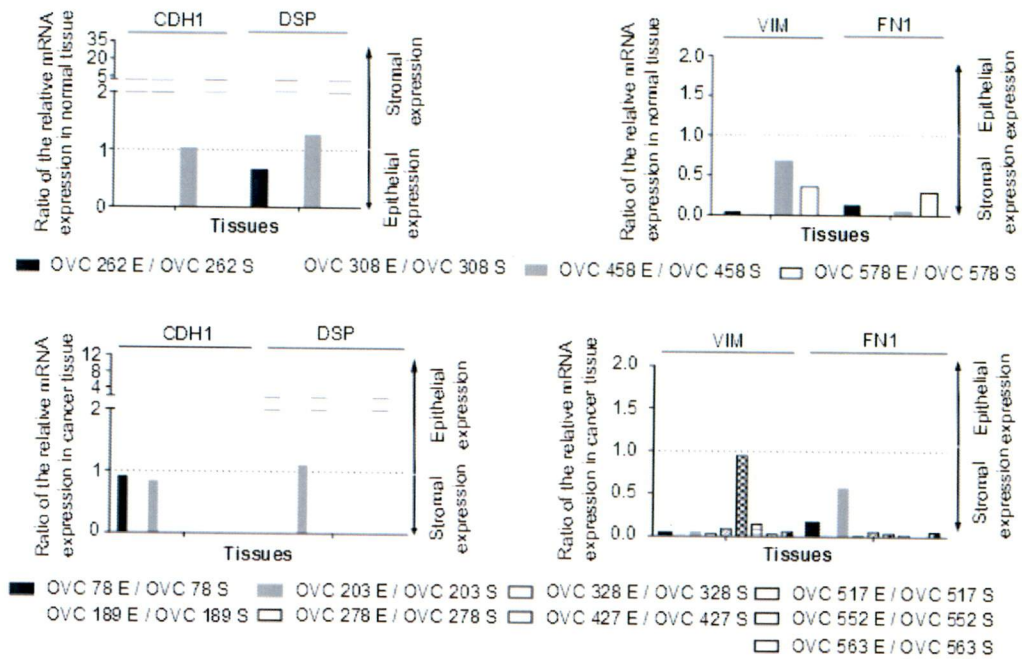 CDH1 DSP
Ratio of the relative mRNA
expression in normal tissue
35
20
5
2
1
0
Tissues
Stromal
expression
Epithelial
expression
VIM FN1
Ratio of the relative mRNA
expression in normal tissue
2.0
1.5
1.0
0.5
0.0
Tissues
Epithelial
expression
Stromal
expression
OVC 262 E / OVC 262 S OVC 308 E / OVC 308 S OVC 458 E / OVC 458 S OVC 578 E / OVC 578 S
CDH1 DSP
Ratio of the relative mRNA
expression in cancer tissue
12
8
4
2
1
0
Tissues
Epithelial
expression
Stromal
expression
VIM FN1
Ratio of the relative mRNA
expression in cancer tissue
2.0
1.5
1.0
0.5
0.0
Tissues
Epithelial
expression
Stromal
expression
OVC 78 E / OVC 78 S OVC 203 E / OVC 203 S OVC 328 E / OVC 328 S OVC 517 E / OVC 517 S
OVC 189 E / OVC 189 S OVC 278 E / OVC 278 S OVC 427 E / OVC 427 S OVC 552 E / OVC 552 S
OVC 563 E / OVC 563 S